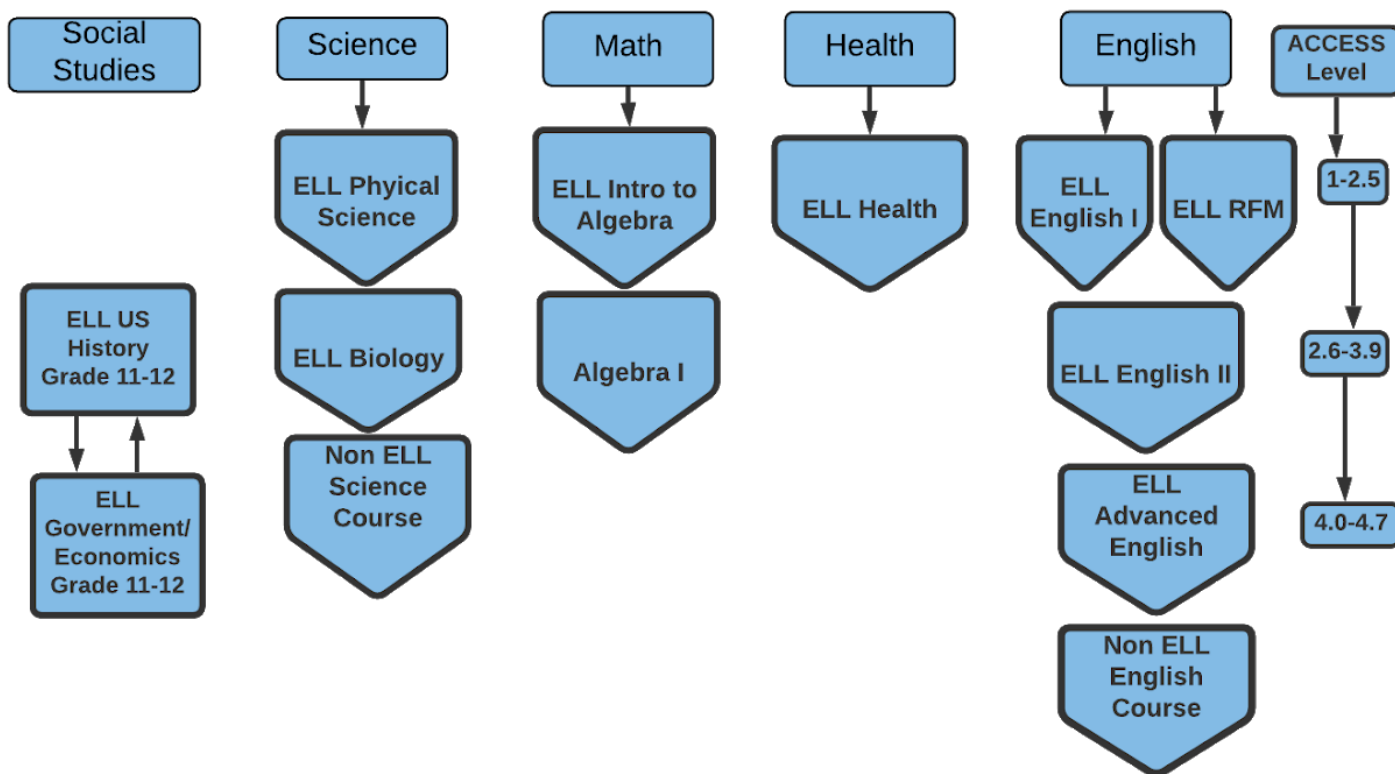 Social
Studies
Science
Math
Health
English
ACCESS
Level
ELL Phyical
Science
ELL Intro to
Algebra
ELL Health
ELL
English I
ELL RFM
1-2.5
ELL US
History
Grade 11-12
ELL Biology
Algebra I
ELL English II
2.6-3.9
ELL
Government/
Economics
Grade 11-12
Non ELL
Science
Course
ELL
Advanced
English
4.0-4.7
Non ELL
English
Course